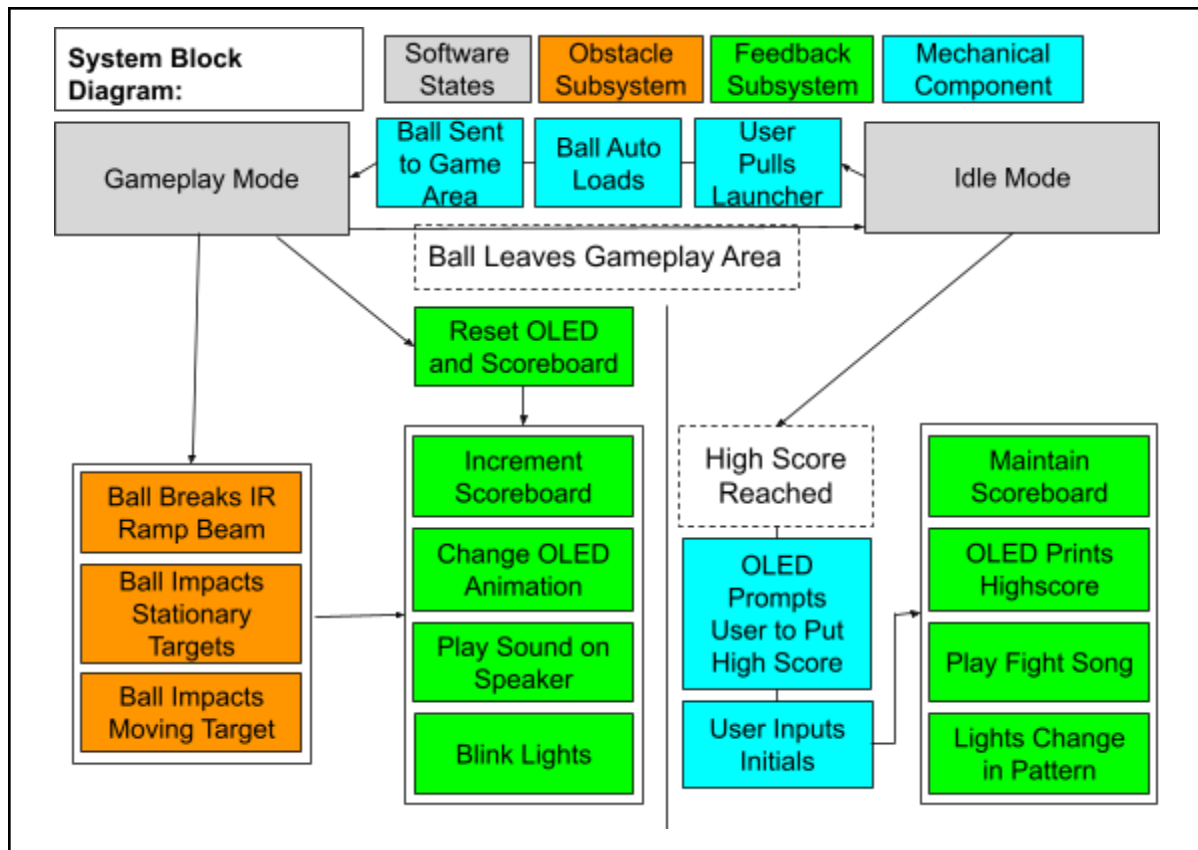 System Block
Diagram:
Software
States
Obstacle
Subsystem
Feedback
Subsystem
Mechanical
Component
Gameplay Mode
Ball Sent
to Game
Area
Ball Auto
Loads
User
Pulls
Launcher
Idle Mode
Ball Leaves Gameplay Area
Reset OLED
and Scoreboard
Ball Breaks IR
Ramp Beam
Ball Impacts
Stationary
Targets
Ball Impacts
Moving Target
Increment
Scoreboard
Change OLED
Animation
Play Sound on
Speaker
Blink Lights
High Score
Reached
OLED
Prompts
User to Put
High Score
User Inputs
Initials
Maintain
Scoreboard
OLED Prints
Highscore
Play Fight Song
Lights Change
in Pattern